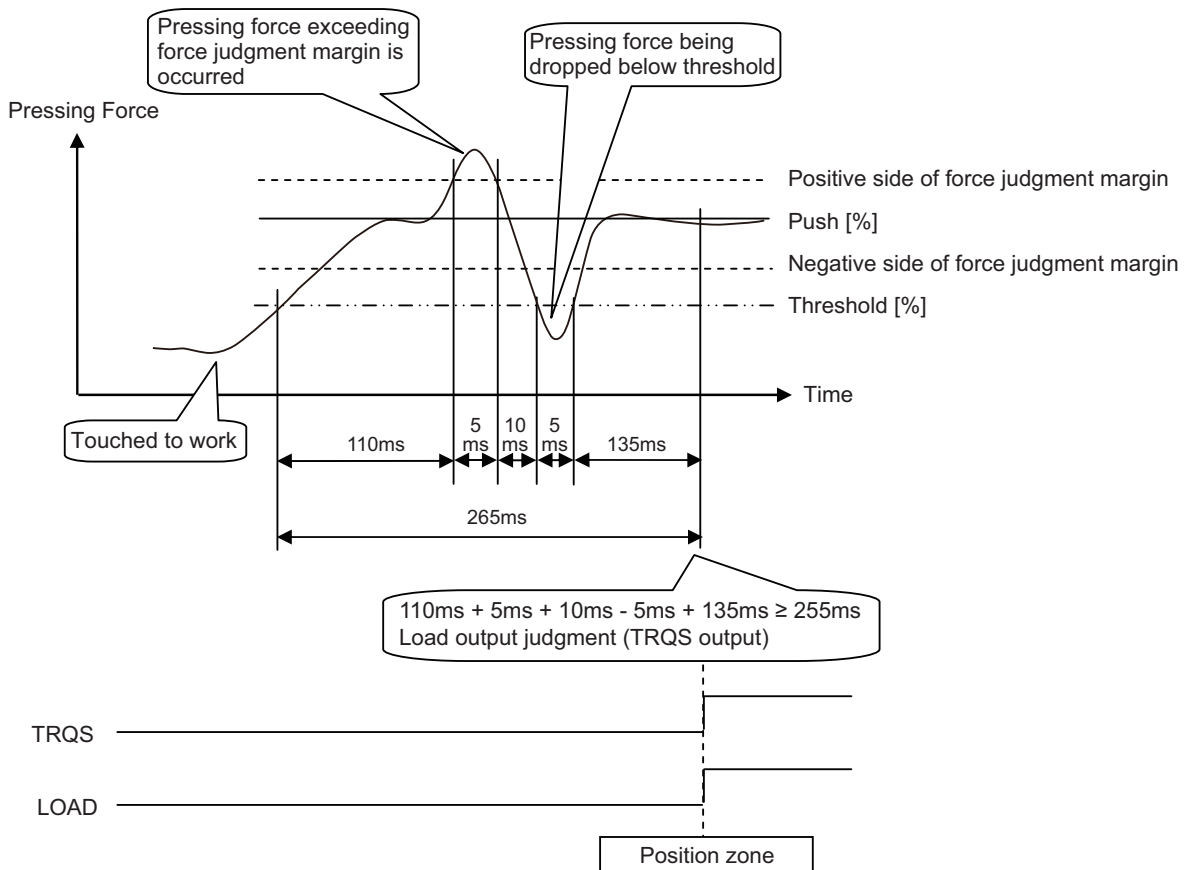 Pressing force exceeding
force judgment margin is
occurred
Pressing force being
dropped below threshold
Pressing Force
Positive side of force judgment margin
Push [%]
Negative side of force judgment margin
Threshold [%]
Time
Touched to work
110ms
5
ms
10
ms
5
ms
135ms
265ms
110ms + 5ms + 10ms - 5ms + 135ms ≥ 255ms
Load output judgment (TRQS output)
TRQS
LOAD
Position zone